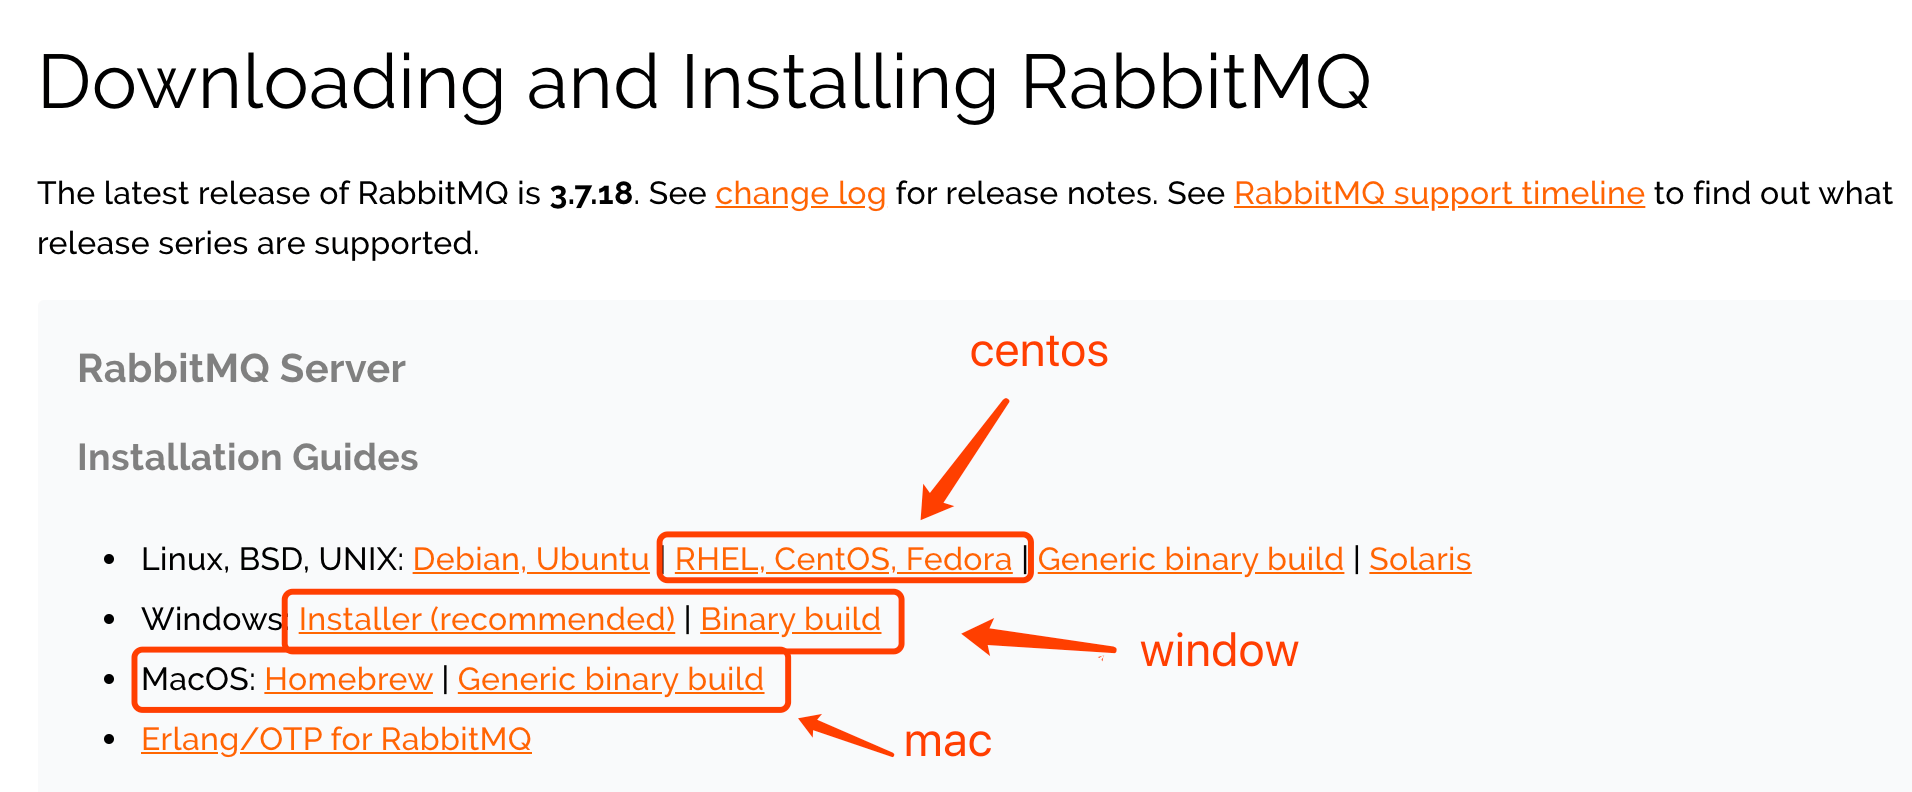 Downloading and Installing RabbitMQ
The latest release of RabbitMQ is 3.7.18. See change log for release notes. See RabbitMQ support timeline to find out what
release series are supported.
RabbitMQ Server
centos
Installation Guides
Linux, BSD, UNIX: Debian, Ubuntu | RHEL, CentOS, Fedora | Generic binary build | Solaris
Windows: Installer (recommended) | Binary build
window
MacOS: Homebrew | Generic binary build
Erlang/OTP for RabbitMQ
mac